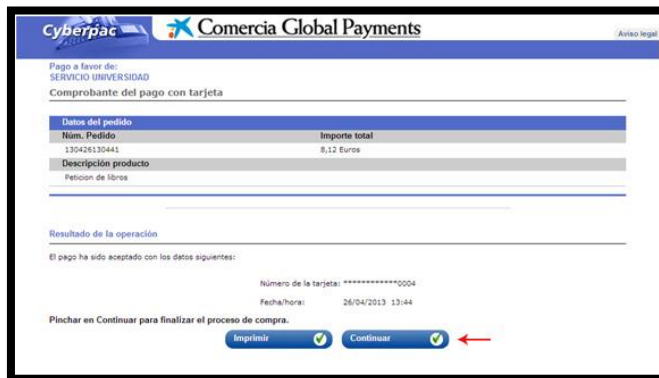 Cyberpac
Comercia Global Payments
Aviso legal
Pago a favor de:
SERVICIO UNIVERSIDAD
Comprobante del pago con tarjeta
Datos del pedido
Núm. Pedido Importe total
130426130441 8,12 Euros
Descripción producto
Peticion de libros
Resultado de la operación
El pago ha sido aceptado con los datos siguientes:
Número de la tarjeta: ************0004
Fecha/hora: 26/04/2013 13:44
Pinchar en Continuar para finalizar el proceso de compra.
Imprimir Continuar